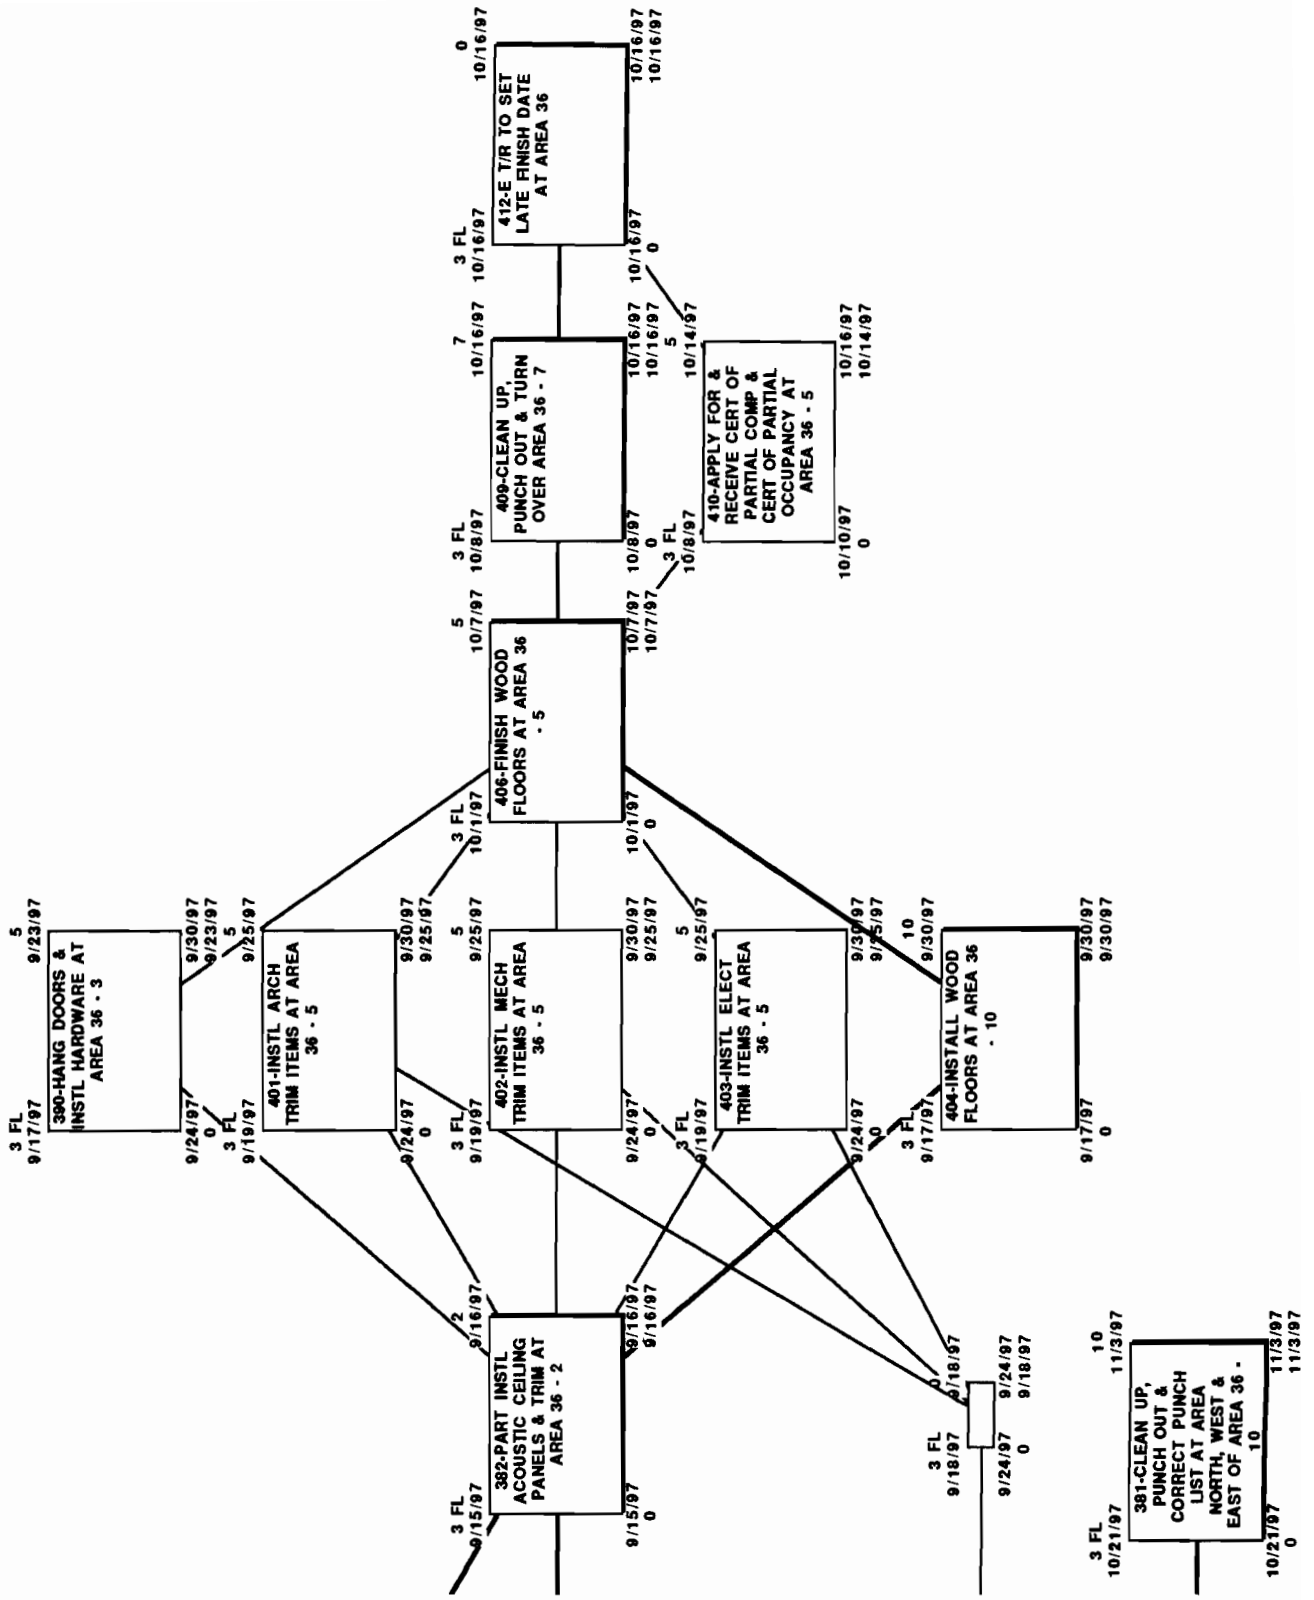 3 FL
9/17/97
5
9/23/97
390-HANG DOORS &
INSTL HARDWARE AT
AREA 36 - 3
9/24/97
0
9/30/97
9/23/97
3 FL
9/19/97
5
9/25/97
401-INSTL ARCH
TRIM ITEMS AT AREA
36 - 5
9/24/97
0
9/30/97
9/25/97
3 FL
9/15/97
2
9/16/97
382-PART INSTL
ACOUSTIC CEILING
PANELS & TRIM AT
AREA 36 - 2
9/15/97
0
9/16/97
9/16/97
3 FL
9/19/97
5
9/25/97
402-INSTL MECH
TRIM ITEMS AT AREA
36 - 5
9/24/97
0
9/30/97
9/25/97
3 FL
10/1/97
5
10/7/97
406-FINISH WOOD
FLOORS AT AREA 36
- 5
10/1/97
0
10/7/97
10/7/97
3 FL
10/8/97
7
10/16/97
409-CLEAN UP,
PUNCH OUT & TURN
OVER AREA 36 - 7
10/8/97
0
10/16/97
10/16/97
3 FL
10/16/97
0
10/16/97
412-E T/R TO SET
LATE FINISH DATE
AT AREA 36
10/16/97
0
10/16/97
10/16/97
3 FL
9/19/97
5
9/25/97
403-INSTL ELECT
TRIM ITEMS AT AREA
36 - 5
9/24/97
0
9/30/97
9/25/97
3 FL
10/8/97
5
10/14/97
410-APPLY FOR &
RECEIVE CERT OF
PARTIAL COMP &
CERT OF PARTIAL
OCCUPANCY AT
AREA 36 - 5
10/10/97
0
10/16/97
10/14/97
3 FL
9/17/97
10
9/30/97
404-INSTALL WOOD
FLOORS AT AREA 36
- 10
9/17/97
0
9/30/97
9/30/97
3 FL
9/18/97
0
9/18/97
9/24/97
0
9/24/97
9/18/97
3 FL
10/21/97
10
11/3/97
381-CLEAN UP,
PUNCH OUT &
CORRECT PUNCH
LIST AT AREA
NORTH, WEST &
EAST OF AREA 36 -
10
10/21/97
0
11/3/97
11/3/97